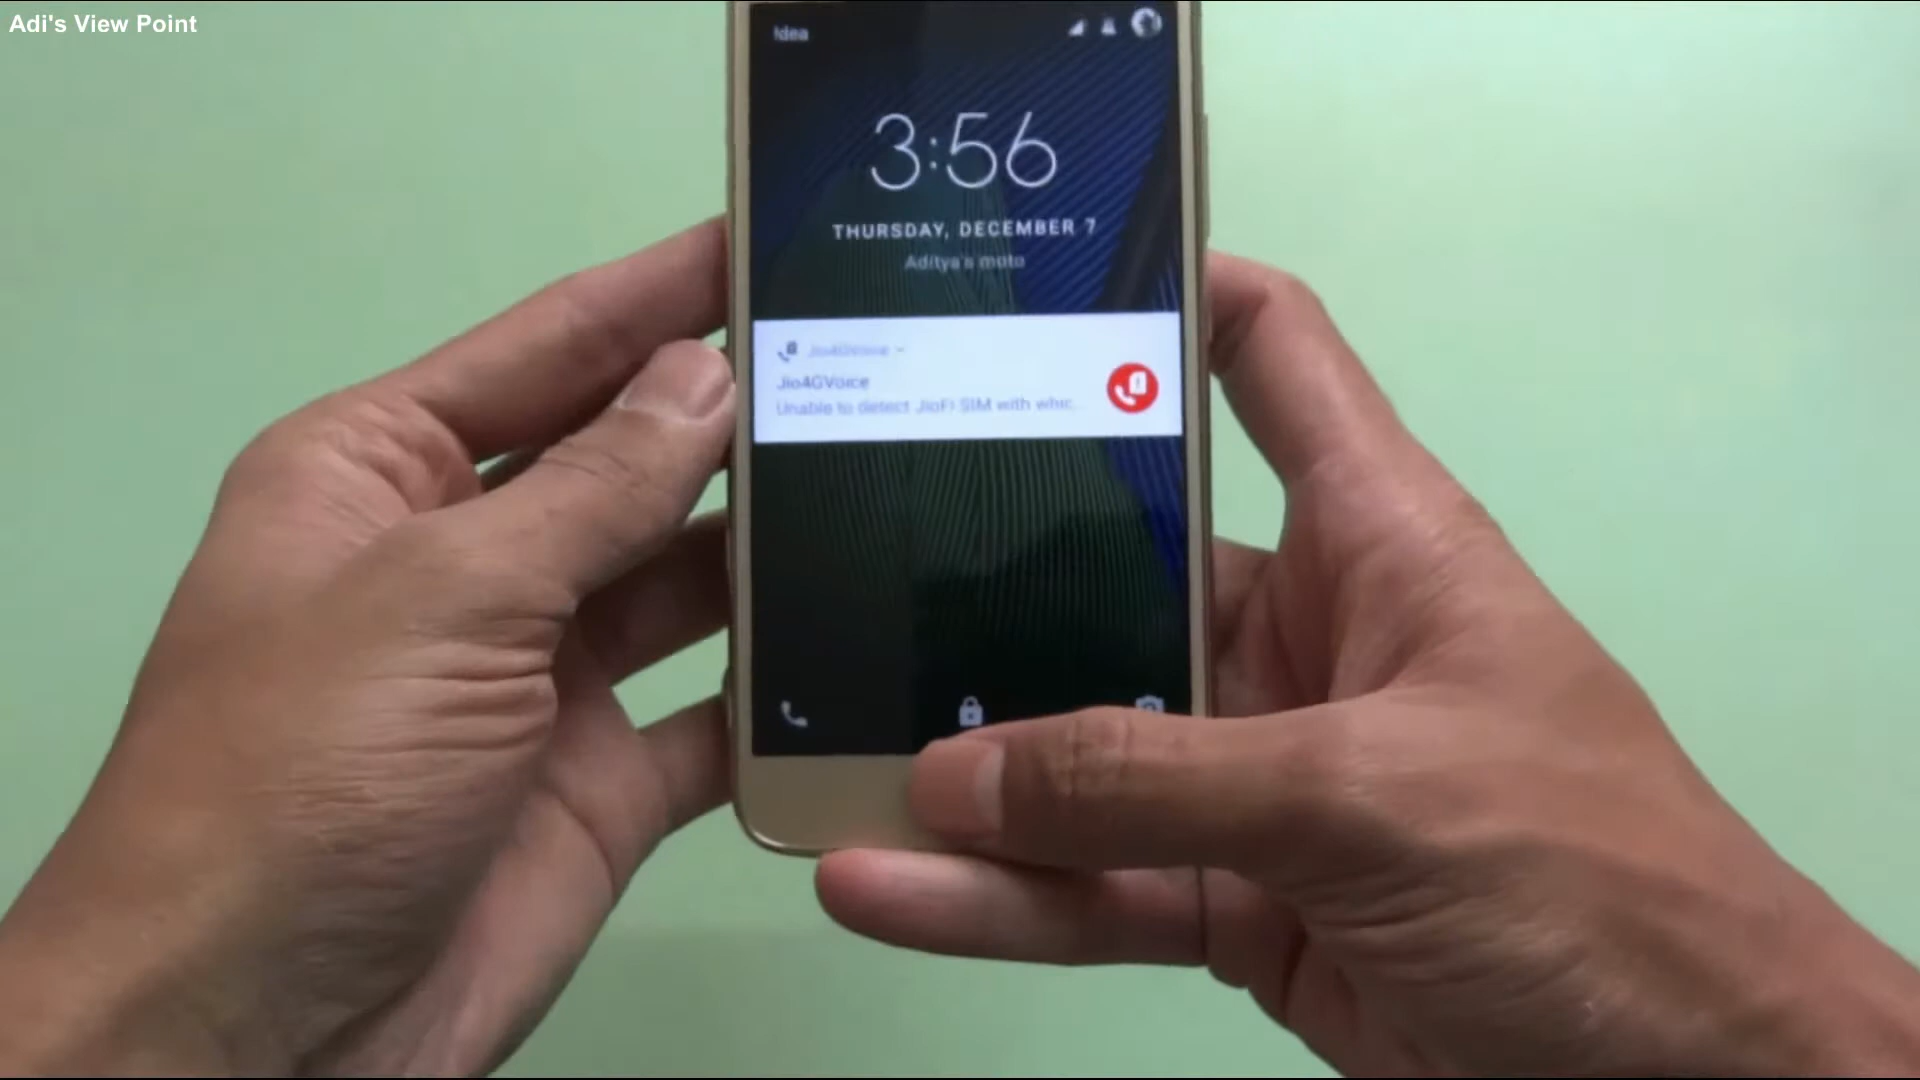 Adi's View Point
Idea
3:56
THURSDAY, DECEMBER 7
Aditya's moto
Jio4GVoice
Jio4GVoice
Unable to detect JioFi SIM with whic...